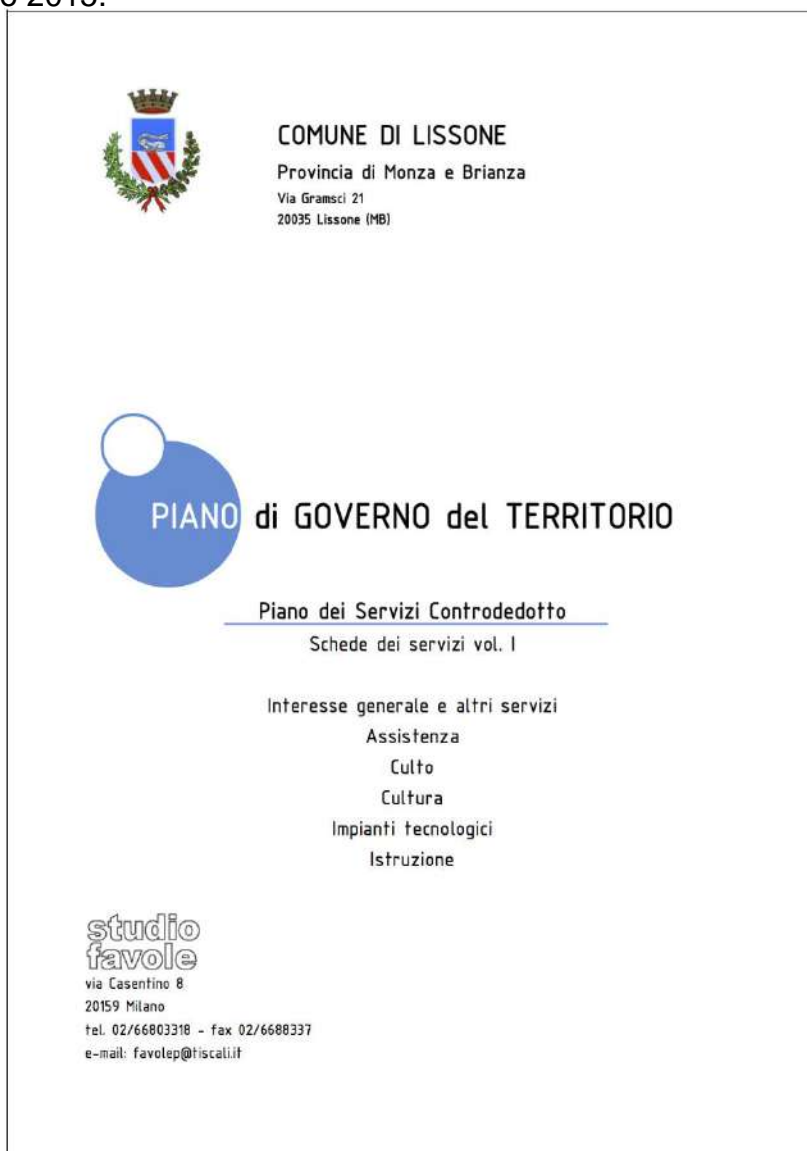 2013.
COMUNE DI LISSONE
Provincia di Monza e Brianza
Via Gramsci 21
20035 Lissone (MB)
PIANO di GOVERNO del TERRITORIO
Piano dei Servizi Controdedotto
Schede dei servizi vol. I
Interesse generale e altri servizi
Assistenza
Culto
Cultura
Impianti tecnologici
Istruzione
studio
favole
via Casentino 8
20159 Milano
tel. 02/66803318 - fax 02/6688337
e-mail: favolep@tiscali.it